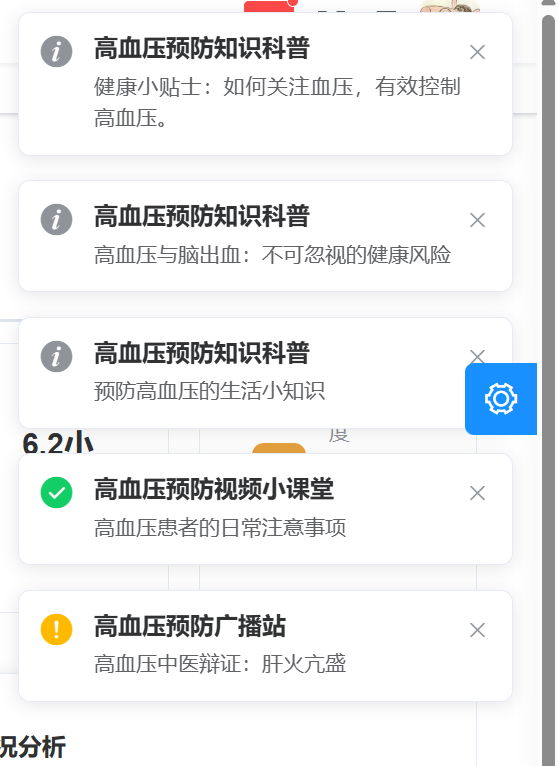 高血压预防知识科普
健康小贴士：如何关注血压，有效控制
高血压。
高血压预防知识科普
高血压与脑出血：不可忽视的健康风险
高血压预防知识科普
预防高血压的生活小知识
度
6.2小
高血压预防视频小课堂
高血压患者的日常注意事项
高血压预防广播站
高血压中医辩证：肝火亢盛
况分析